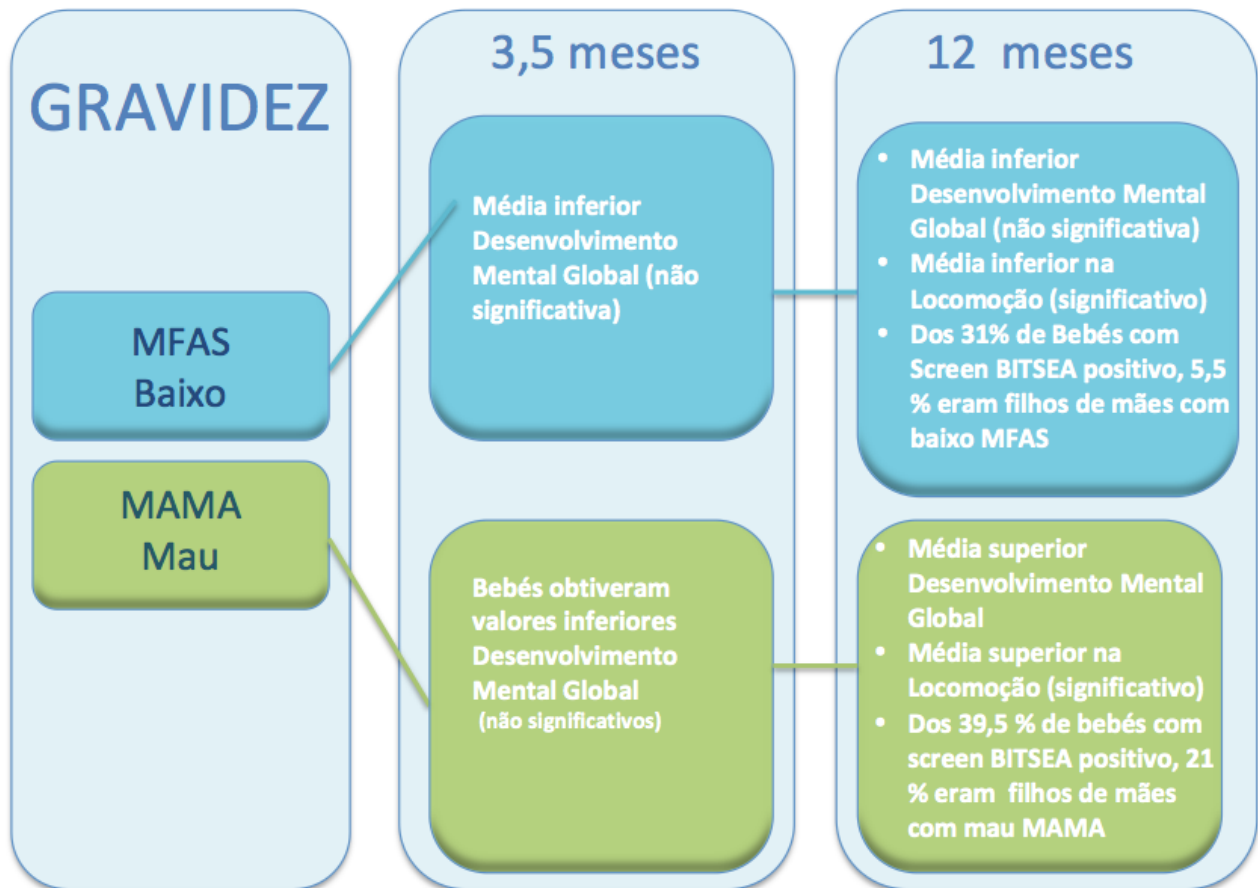 GRAVIDEZ
MFAS
Baixo
MAMA
Mau
3,5 meses
Média inferior
Desenvolvimento
Mental Global (não
significativa)
Bebés obtiveram
valores inferiores
Desenvolvimento
Mental Global
(não significativos)
12 meses
• Média inferior
Desenvolvimento Mental
Global (não significativa)
• Média inferior na
Locomoção (significativo)
• Dos 31% de Bebés com
Screen BITSEA positivo, 5,5
% eram filhos de mães com
baixo MFAS
• Média superior
Desenvolvimento Mental
Global
• Média superior na
Locomoção (significativo)
• Dos 39,5 % de bebés com
screen BITSEA positivo, 21
% eram filhos de mães
com mau MAMA